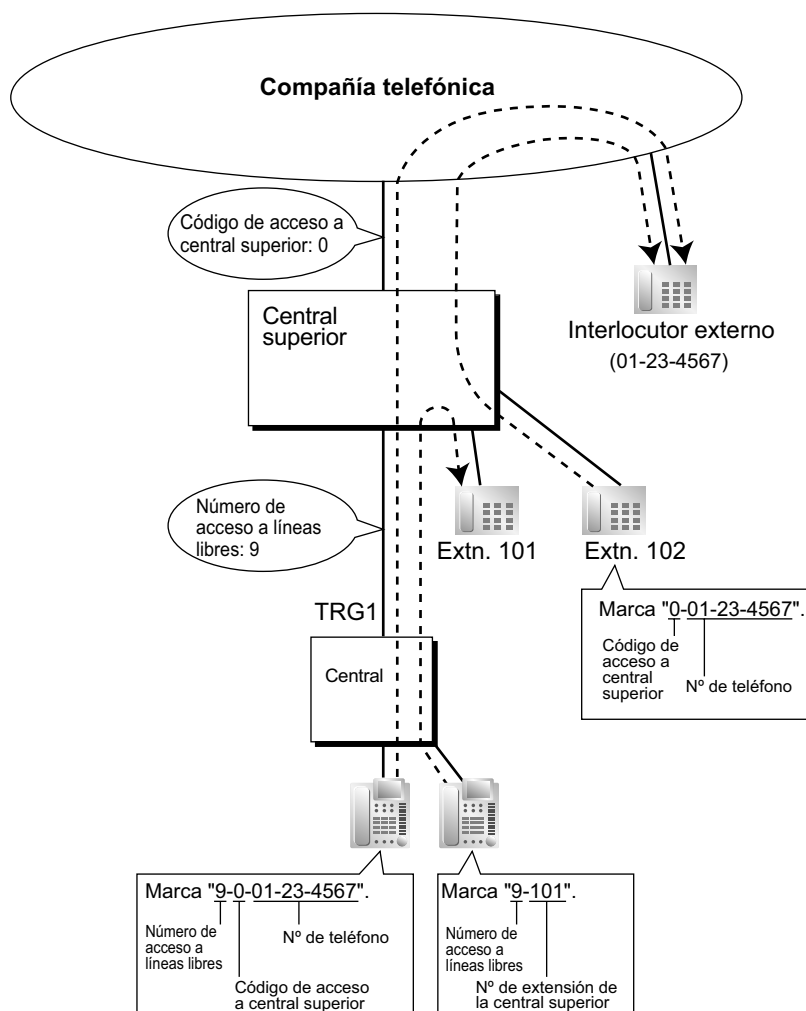 Compañía telefónica
Código de acceso a
central superior: 0
Central
superior
Interlocutor externo
(01-23-4567)
Número de
acceso a líneas
libres: 9
Extn. 101
Extn. 102
TRG1
Marca "0-01-23-4567".
Código de
acceso a
central
superior
Nº de teléfono
Central
Marca "9-0-01-23-4567".
Número de
acceso a
líneas libres
Nº de teléfono
Código de acceso
a central superior
Marca "9-101".
Número de
acceso a
líneas libres
Nº de extensión de
la central superior